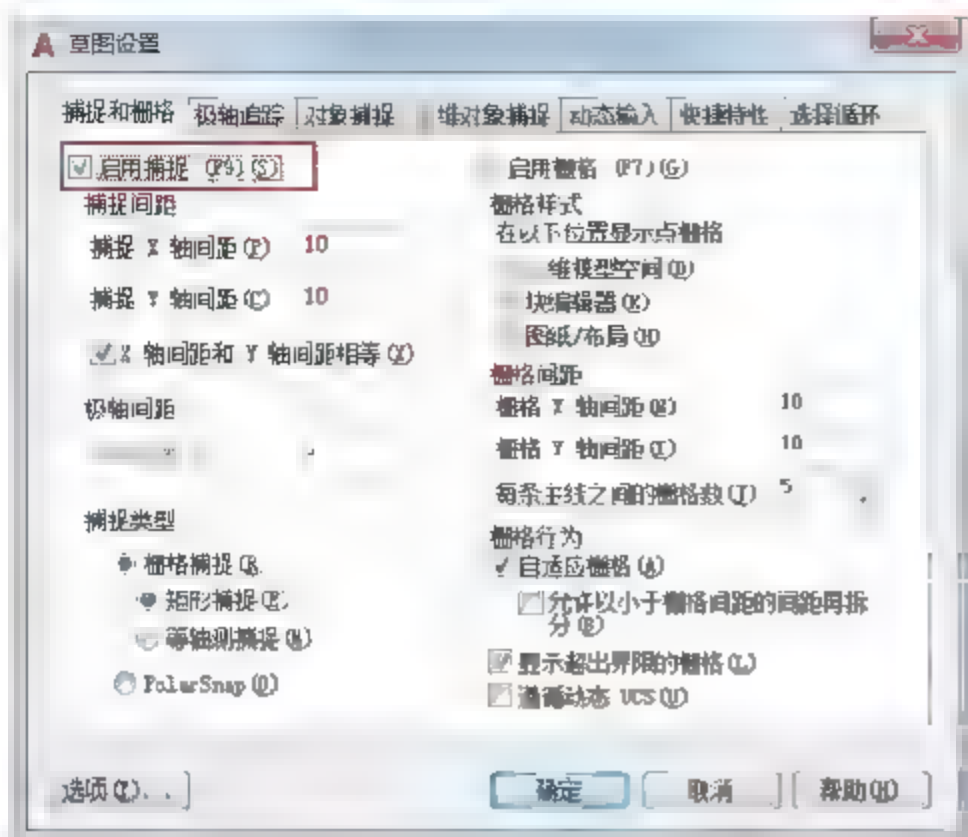 草图设置
捕捉和栅格 极轴追踪 对象捕捉 维对象捕捉 动态输入 快捷特性 选择循环
启用捕捉 (F9)(S)
捕捉间距
捕捉 X 轴间距(P) 10
捕捉 Y 轴间距(C) 10
X 轴间距和 Y 轴间距相等(X)
极轴间距
捕捉类型
栅格捕捉(R)
矩形捕捉(E)
等轴测捕捉(M)
PolarSnap(O)
启用栅格 (F7)(G)
栅格样式
在以下位置显示点栅格
维模型空间(D)
块编辑器(K)
图纸/布局(H)
栅格间距
栅格 X 轴间距(N) 10
栅格 Y 轴间距(I) 10
每条主线之间的栅格数(J) 5
栅格行为
自适应栅格(A)
允许以小于栅格间距的间距再拆
分(B)
显示超出界限的栅格(L)
遵循动态 UCS(U)
选项(T)...
确定 取消 帮助(H)